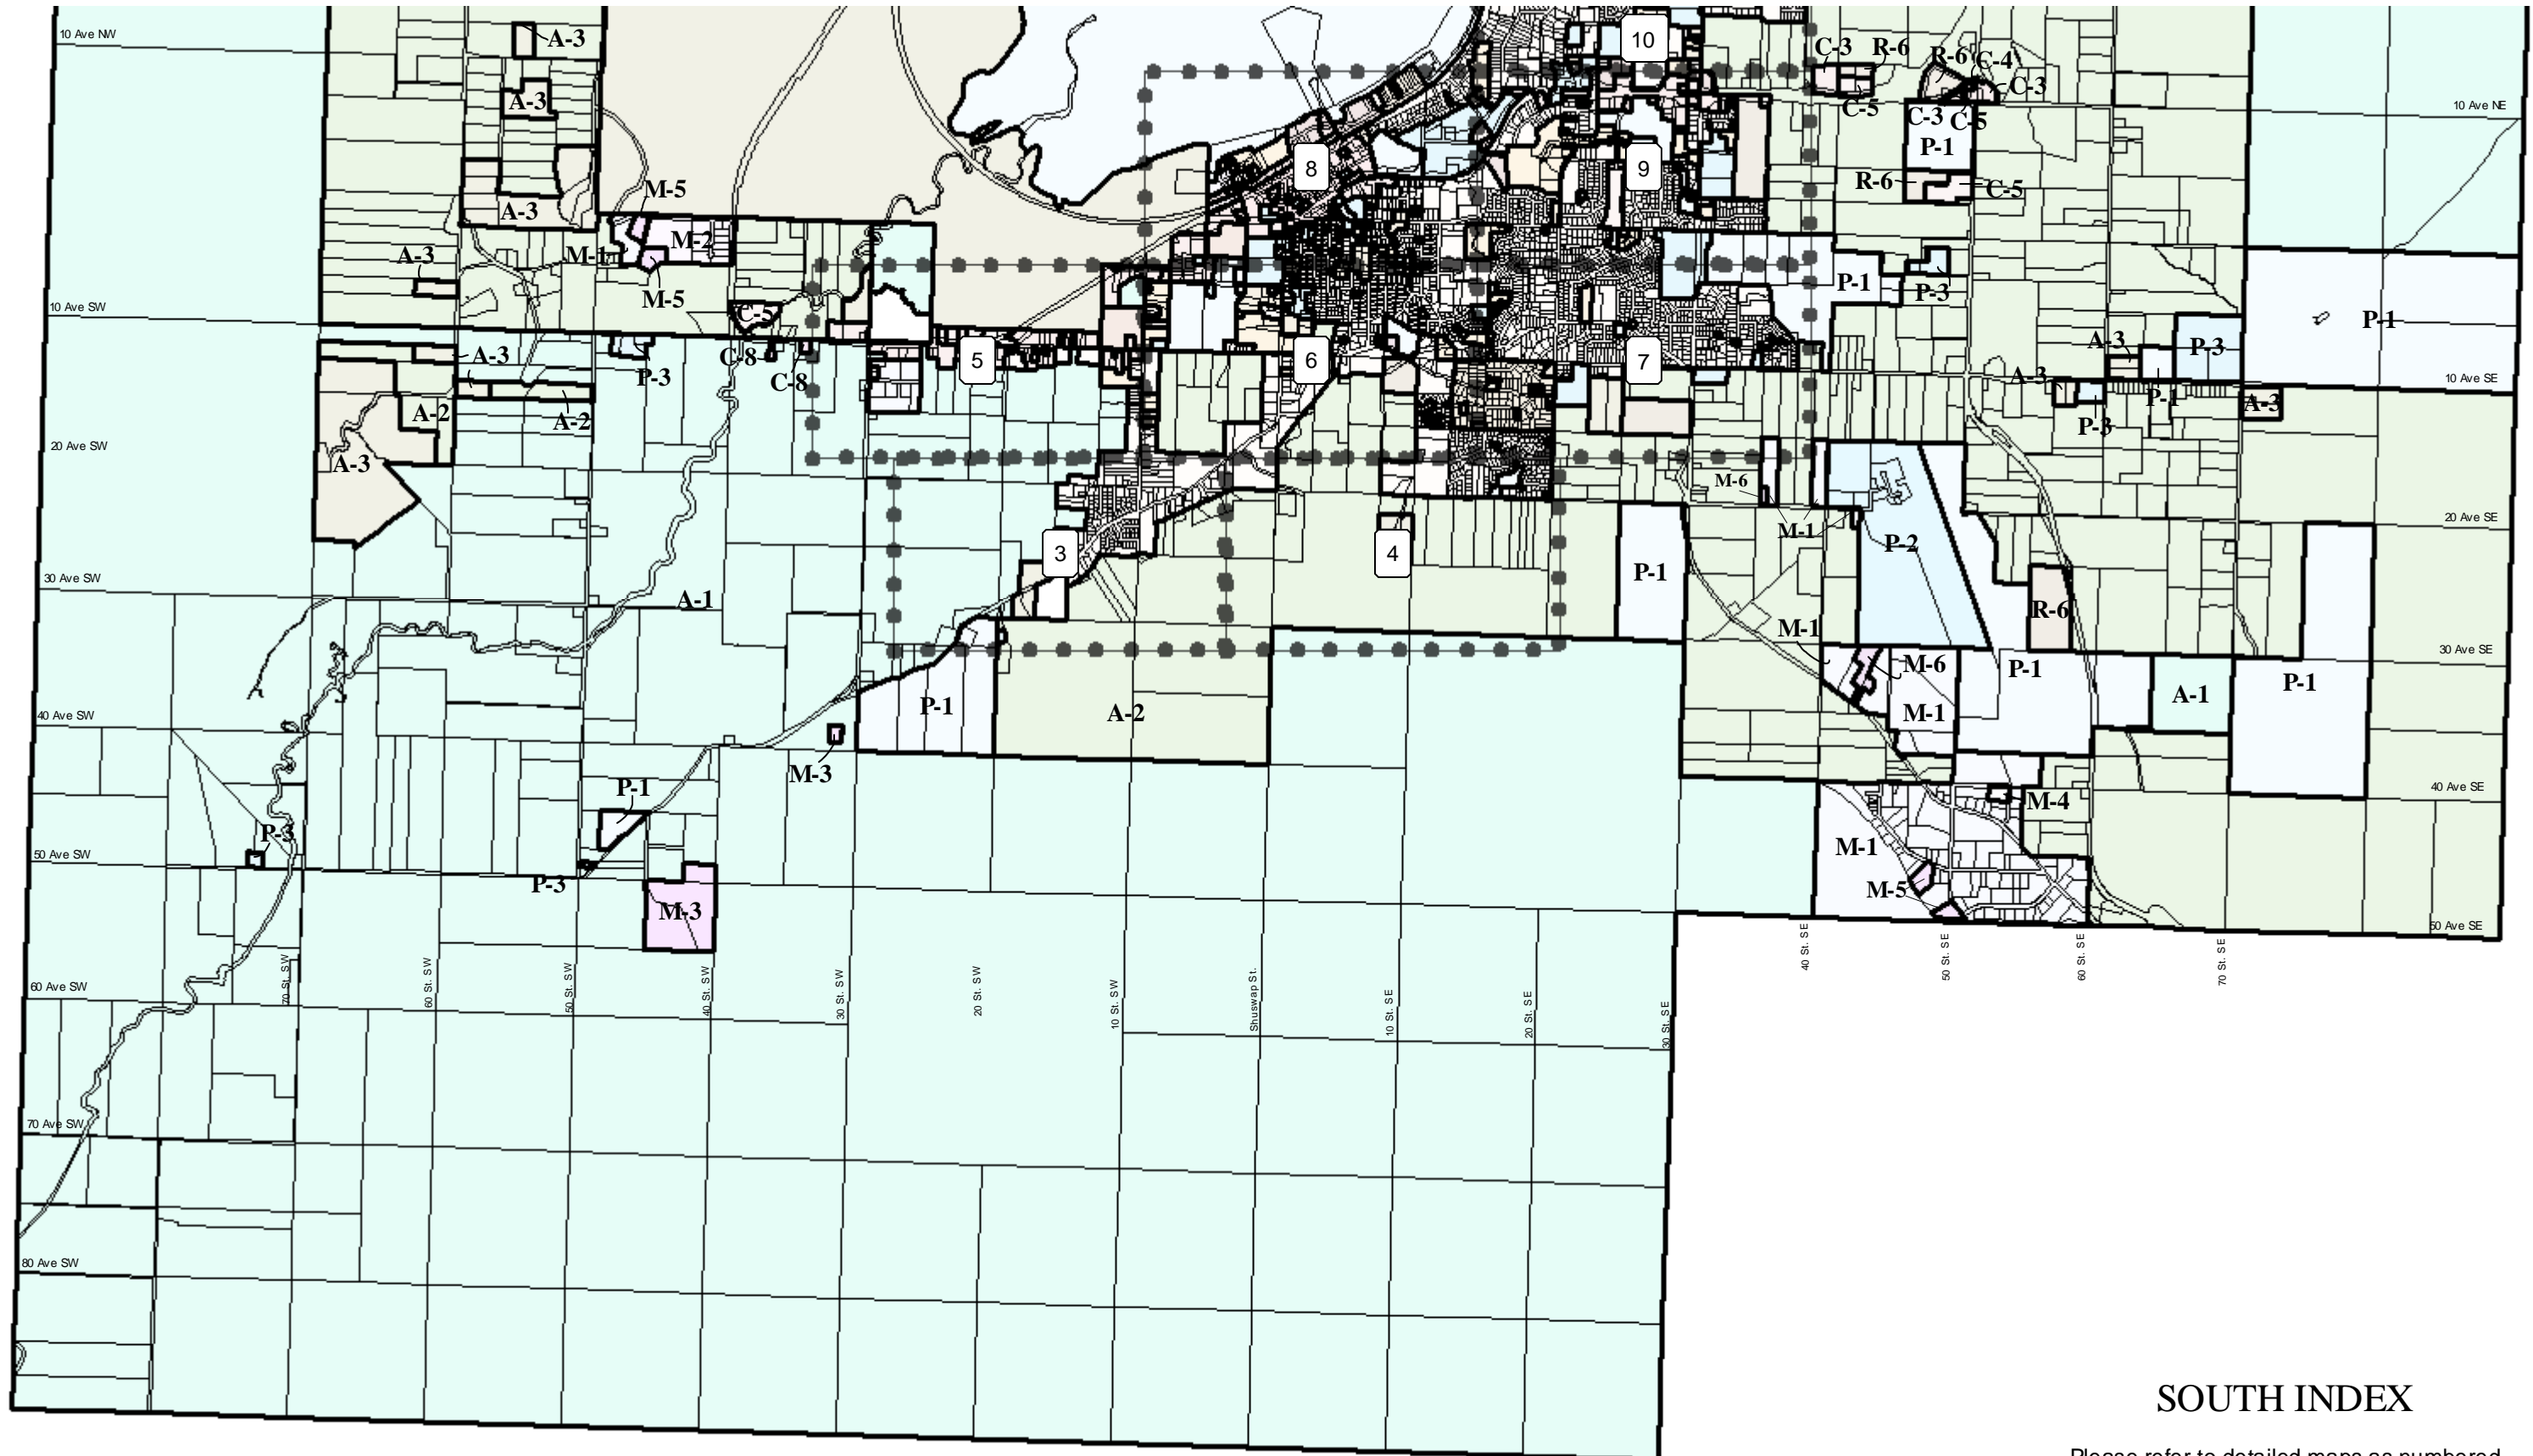 10 Ave NW
A-3
10
C-3
R-6
R-6
C-4
C-3
A-3
C-5
C-3
C-5
10 Ave NE
P-1
8
9
M-5
R-6
C-5
A-3
M-2
M-1
A-3
M-5
P-1
P-3
10 Ave SW
C-5
P-1
A-3
P-3
A-3
C-8
P-3
C-8
5
6
7
A-3
10 Ave SE
A-2
A-2
P-1
A-3
P-3
20 Ave SW
A-3
M-6
M-1
20 Ave SE
P-2
3
4
P-1
30 Ave SW
A-1
R-6
M-1
30 Ave SE
M-6
P-1
P-1
A-1
P-1
A-2
M-1
40 Ave SW
M-3
P-1
40 Ave SE
M-4
P-3
M-1
50 Ave SW
P-3
M-5
M-3
50 Ave SE
70 St. SW
60 St. SW
50 St. SW
40 St. SW
30 St. SW
20 St. SW
10 St. SW
Shuswap St.
10 St. SE
20 St. SE
30 St. SE
40 St. SE
50 St. SE
60 St. SE
70 St. SE
60 Ave SW
70 Ave SW
80 Ave SW
SOUTH INDEX
Please refer to detailed maps as numbered